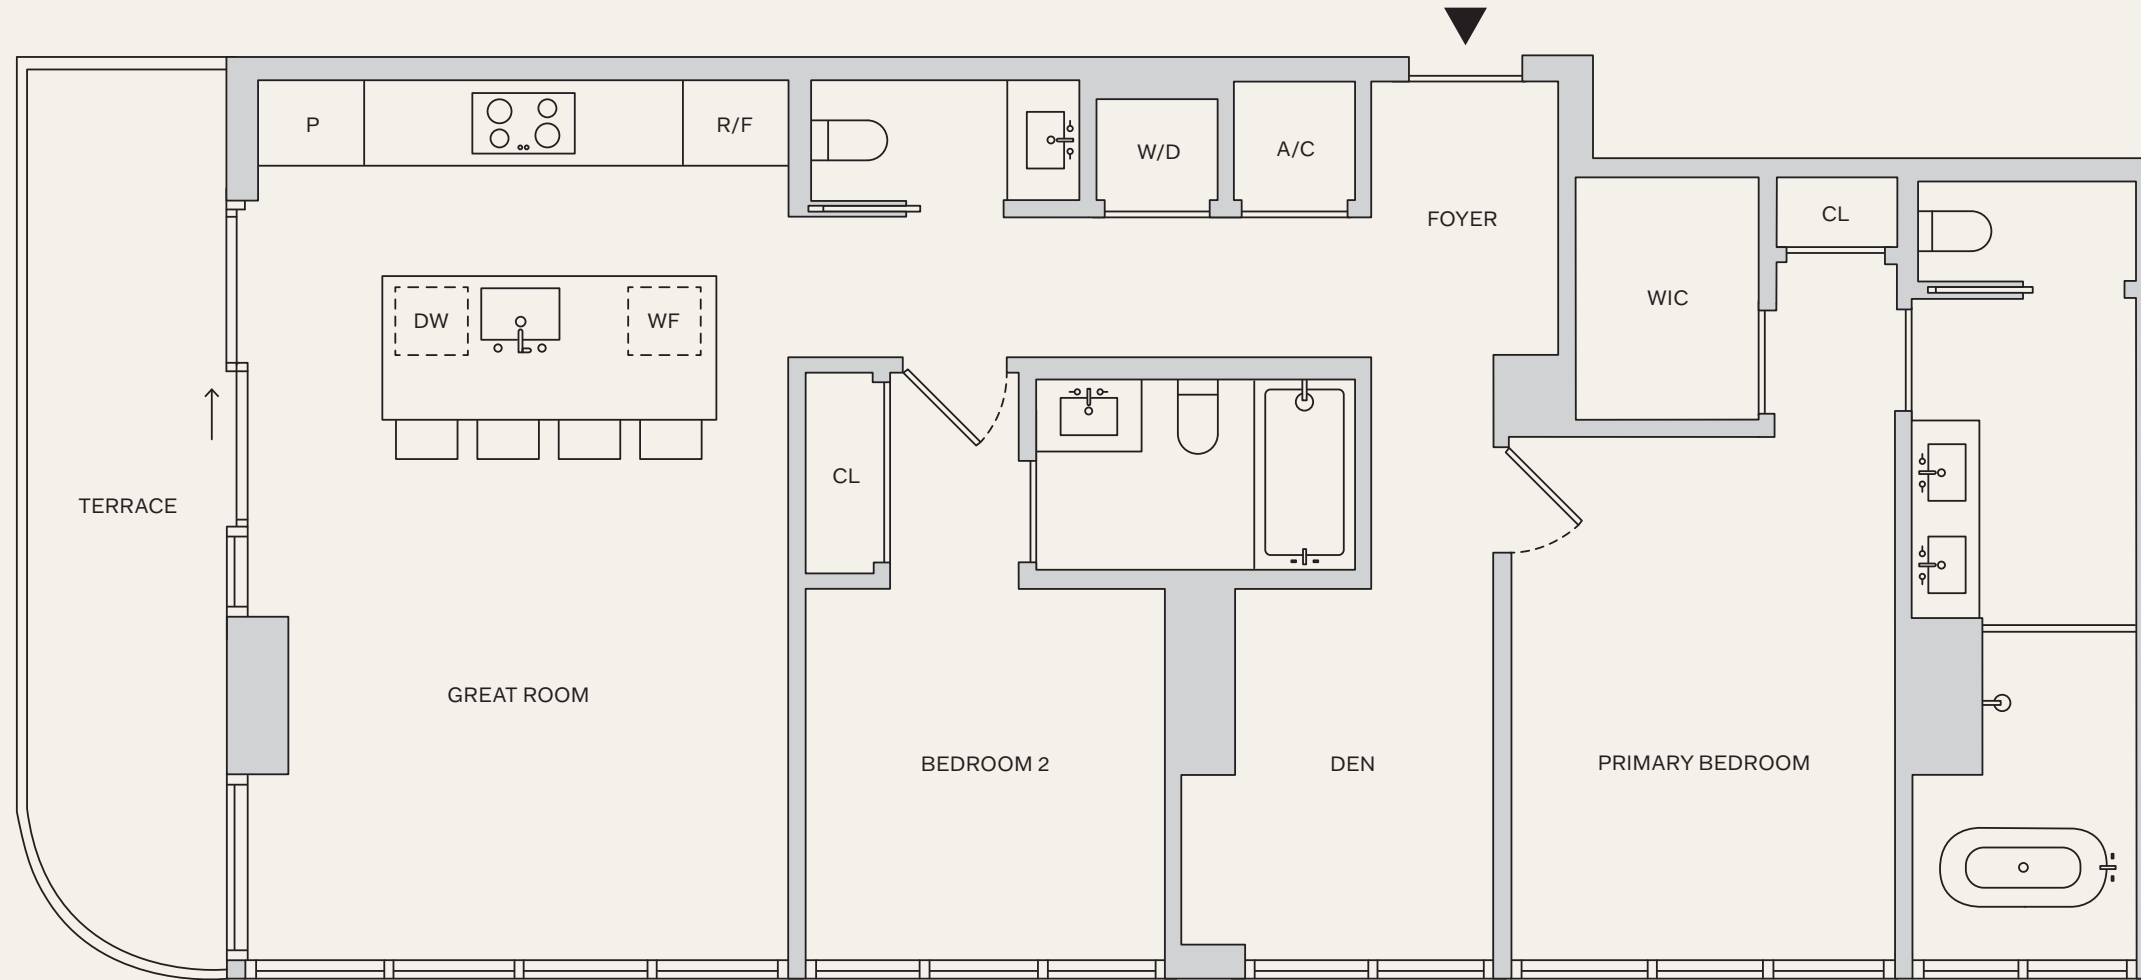 P
R/F
W/D
A/C
FOYER
CL
WIC
DW
WF
CL
TERRACE
GREAT ROOM
BEDROOM 2
DEN
PRIMARY BEDROOM